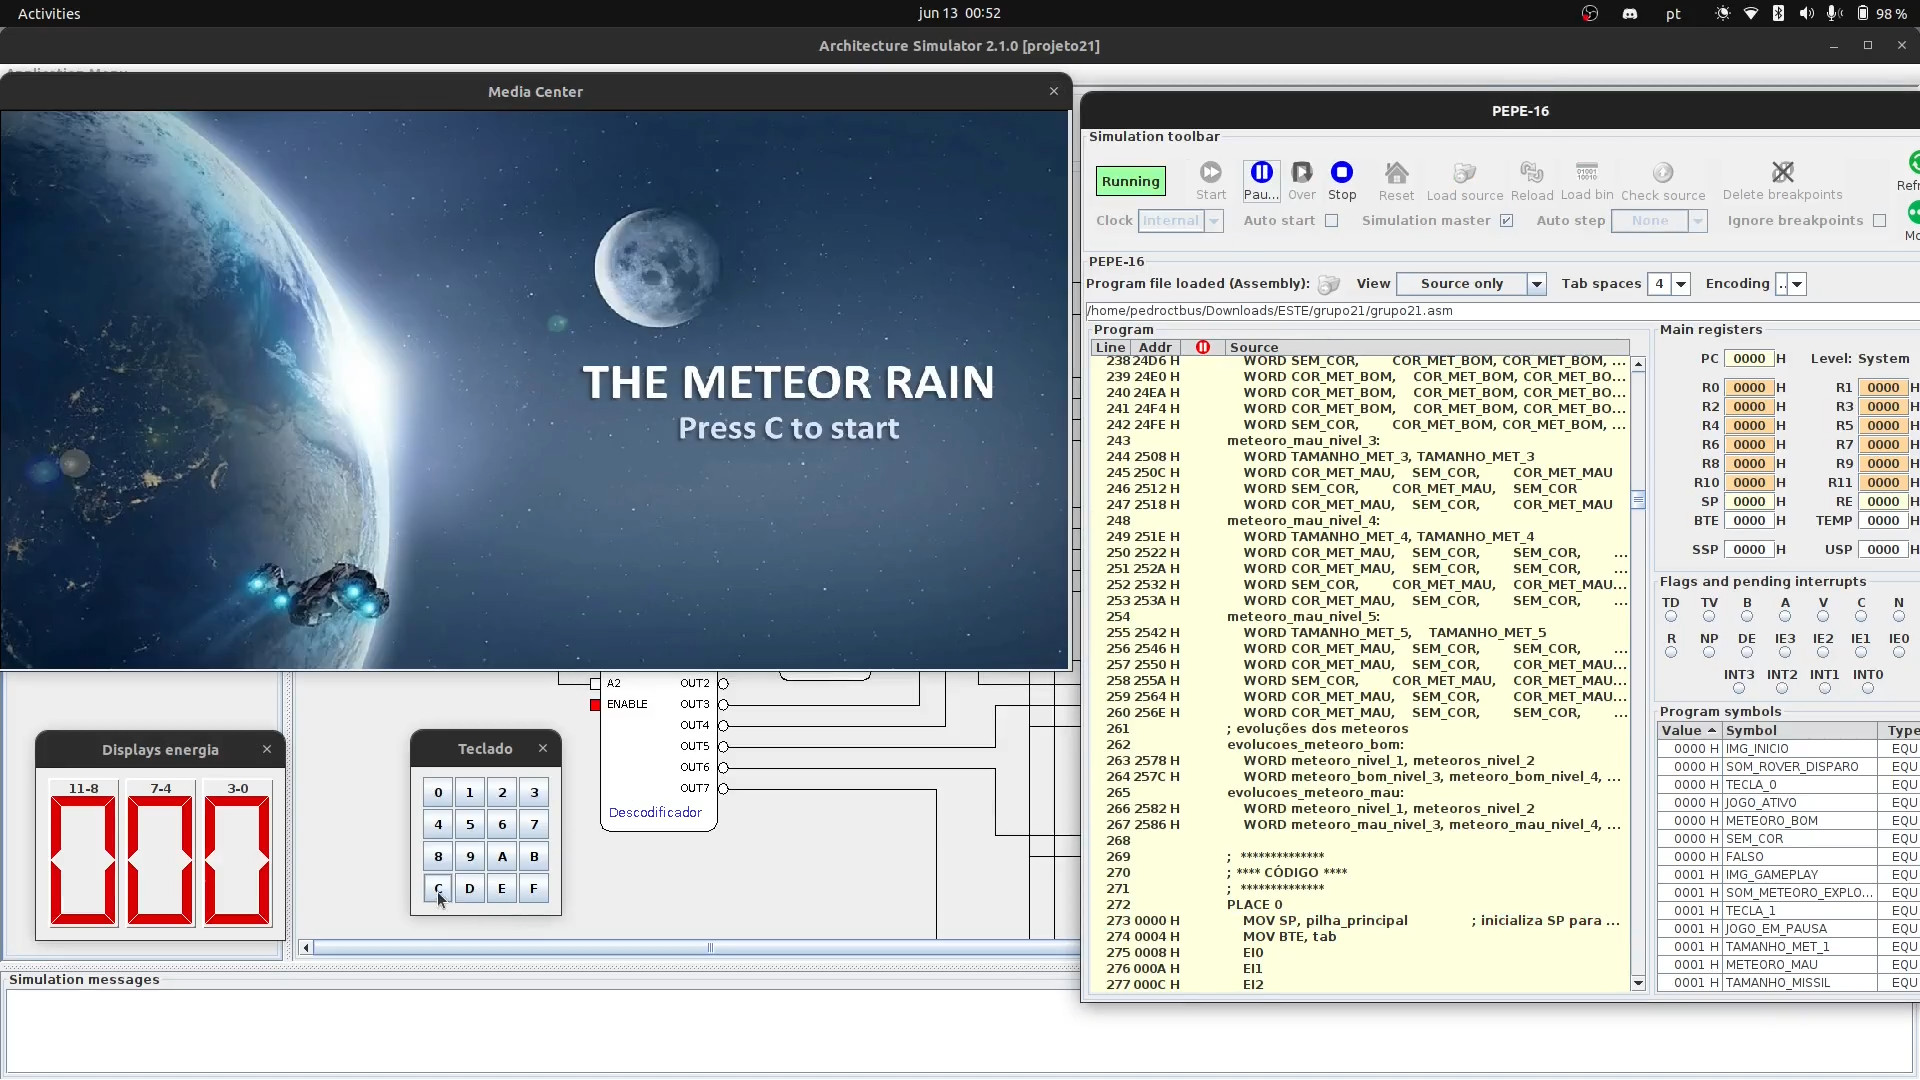 Activities
jun 13 00:52
pt
98 %
Architecture Simulator 2.1.0 [projeto21]
Media Center
THE METEOR RAIN
Press C to start
A2
ENABLE
OUT2
OUT3
OUT4
OUT5
OUT6
OUT7
Descodificador
Displays energia
11-8 7-4 3-0
000
Teclado
0 1 2 3
4 5 6 7
8 9 A B
C D E F
Simulation messages
PEPE-16
Simulation toolbar
Running
Start Pau... Over Stop Reset Load source Reload Load bin Check source Delete breakpoints Refr
Clock Internal Auto start Simulation master Auto step None Ignore breakpoints Mo
PEPE-16
Program file loaded (Assembly): View Source only Tab spaces 4 Encoding ..
/home/pedroctbus/Downloads/ESTE/grupo21/grupo21.asm
Program
Line Addr Source
238 24D6 H WORD SEM_COR, COR_MET_BOM, COR_MET_BOM, ...
239 24E0 H WORD COR_MET_BOM, COR_MET_BOM, COR_MET_BO...
240 24EA H WORD COR_MET_BOM, COR_MET_BOM, COR_MET_BO...
241 24F4 H WORD COR_MET_BOM, COR_MET_BOM, COR_MET_BO...
242 24FE H WORD SEM_COR, COR_MET_BOM, COR_MET_BOM, ...
243 meteoro_mau_nivel_3:
244 2508 H WORD TAMANHO_MET_3, TAMANHO_MET_3
245 250C H WORD COR_MET_MAU, SEM_COR, COR_MET_MAU
246 2512 H WORD SEM_COR, COR_MET_MAU, SEM_COR
247 2518 H WORD COR_MET_MAU, SEM_COR, COR_MET_MAU
248 meteoro_mau_nivel_4:
249 251E H WORD TAMANHO_MET_4, TAMANHO_MET_4
250 2522 H WORD COR_MET_MAU, SEM_COR, SEM_COR, ...
251 252A H WORD COR_MET_MAU, SEM_COR, SEM_COR, ...
252 2532 H WORD SEM_COR, COR_MET_MAU, COR_MET_MAU...
253 253A H WORD COR_MET_MAU, SEM_COR, SEM_COR, ...
254 meteoro_mau_nivel_5:
255 2542 H WORD TAMANHO_MET_5, TAMANHO_MET_5
256 2546 H WORD COR_MET_MAU, SEM_COR, SEM_COR, ...
257 2550 H WORD COR_MET_MAU, SEM_COR, COR_MET_MAU...
258 255A H WORD SEM_COR, COR_MET_MAU, COR_MET_MAU, ...
259 2564 H WORD COR_MET_MAU, SEM_COR, COR_MET_MAU...
260 256E H WORD COR_MET_MAU, SEM_COR, SEM_COR, ...
261 ; evoluções dos meteoros
262 evolucoes_meteoro_bom:
263 2578 H WORD meteoro_nivel_1, meteoros_nivel_2
264 257C H WORD meteoro_bom_nivel_3, meteoro_bom_nivel_4, ...
265 evolucoes_meteoro_mau:
266 2582 H WORD meteoro_nivel_1, meteoros_nivel_2
267 2586 H WORD meteoro_mau_nivel_3, meteoro_mau_nivel_4, ...
268
269 ; **************
270 ; **** CÓDIGO ****
271 ; **************
272 PLACE 0
273 0000 H MOV SP, pilha_principal ; inicializa SP para ...
274 0004 H MOV BTE, tab
275 0008 H EI0
276 000A H EI1
277 000C H EI2
Main registers
PC 0000 H Level: System
R0 0000 H R1 0000 H
R2 0000 H R3 0000 H
R4 0000 H R5 0000 H
R6 0000 H R7 0000 H
R8 0000 H R9 0000 H
R10 0000 H R11 0000 H
SP 0000 H RE 0000 H
BTE 0000 H TEMP 0000 H
SSP 0000 H USP 0000 H
Flags and pending interrupts
TD TV B A V C N
R NP DE IE3 IE2 IE1 IE0
INT3 INT2 INT1 INT0
Program symbols
Value Symbol Type
0000 H IMG_INICIO EQU
0000 H SOM_ROVER_DISPARO EQU
0000 H TECLA_0 EQU
0000 H JOGO_ATIVO EQU
0000 H METEORO_BOM EQU
0000 H SEM_COR EQU
0000 H FALSO EQU
0001 H IMG_GAMEPLAY EQU
0001 H SOM_METEORO_EXPLO... EQU
0001 H TECLA_1 EQU
0001 H JOGO_EM_PAUSA EQU
0001 H TAMANHO_MET_1 EQU
0001 H METEORO_MAU EQU
0001 H TAMANHO_MISSIL EQU